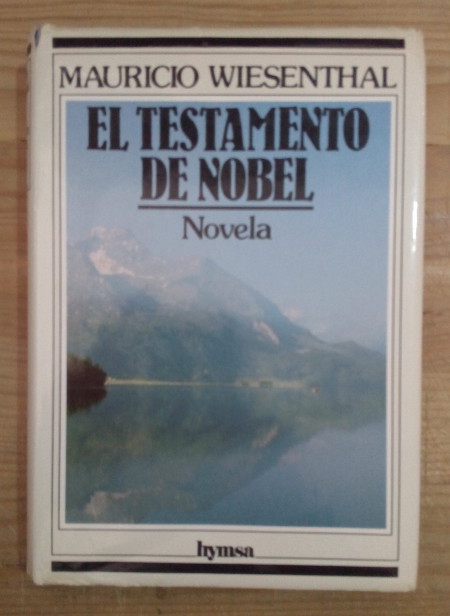 MAURICIO WIESENTHAL
EL TESTAMENTO
DE NOBEL
Novela
hymsa